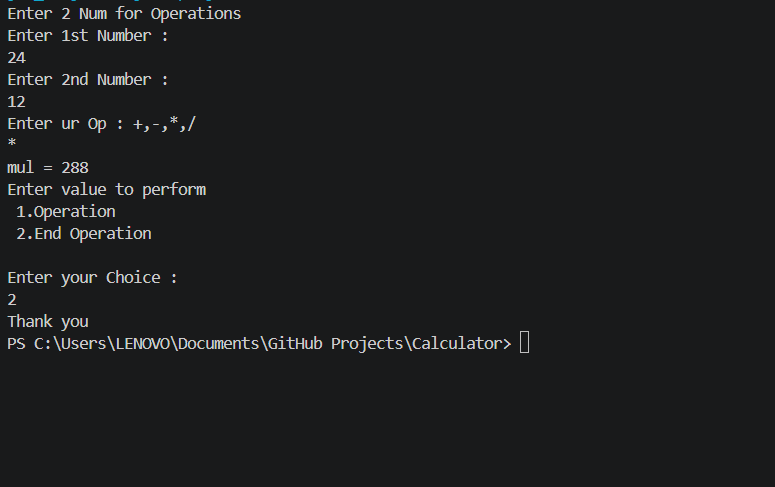 Enter 2 Num for Operations
Enter 1st Number :
24
Enter 2nd Number :
12
Enter ur Op : +,-,*,/
*
mul = 288
Enter value to perform
 1.Operation
 2.End Operation

Enter your Choice :
2
Thank you
PS C:\Users\LENOVO\Documents\GitHub Projects\Calculator>